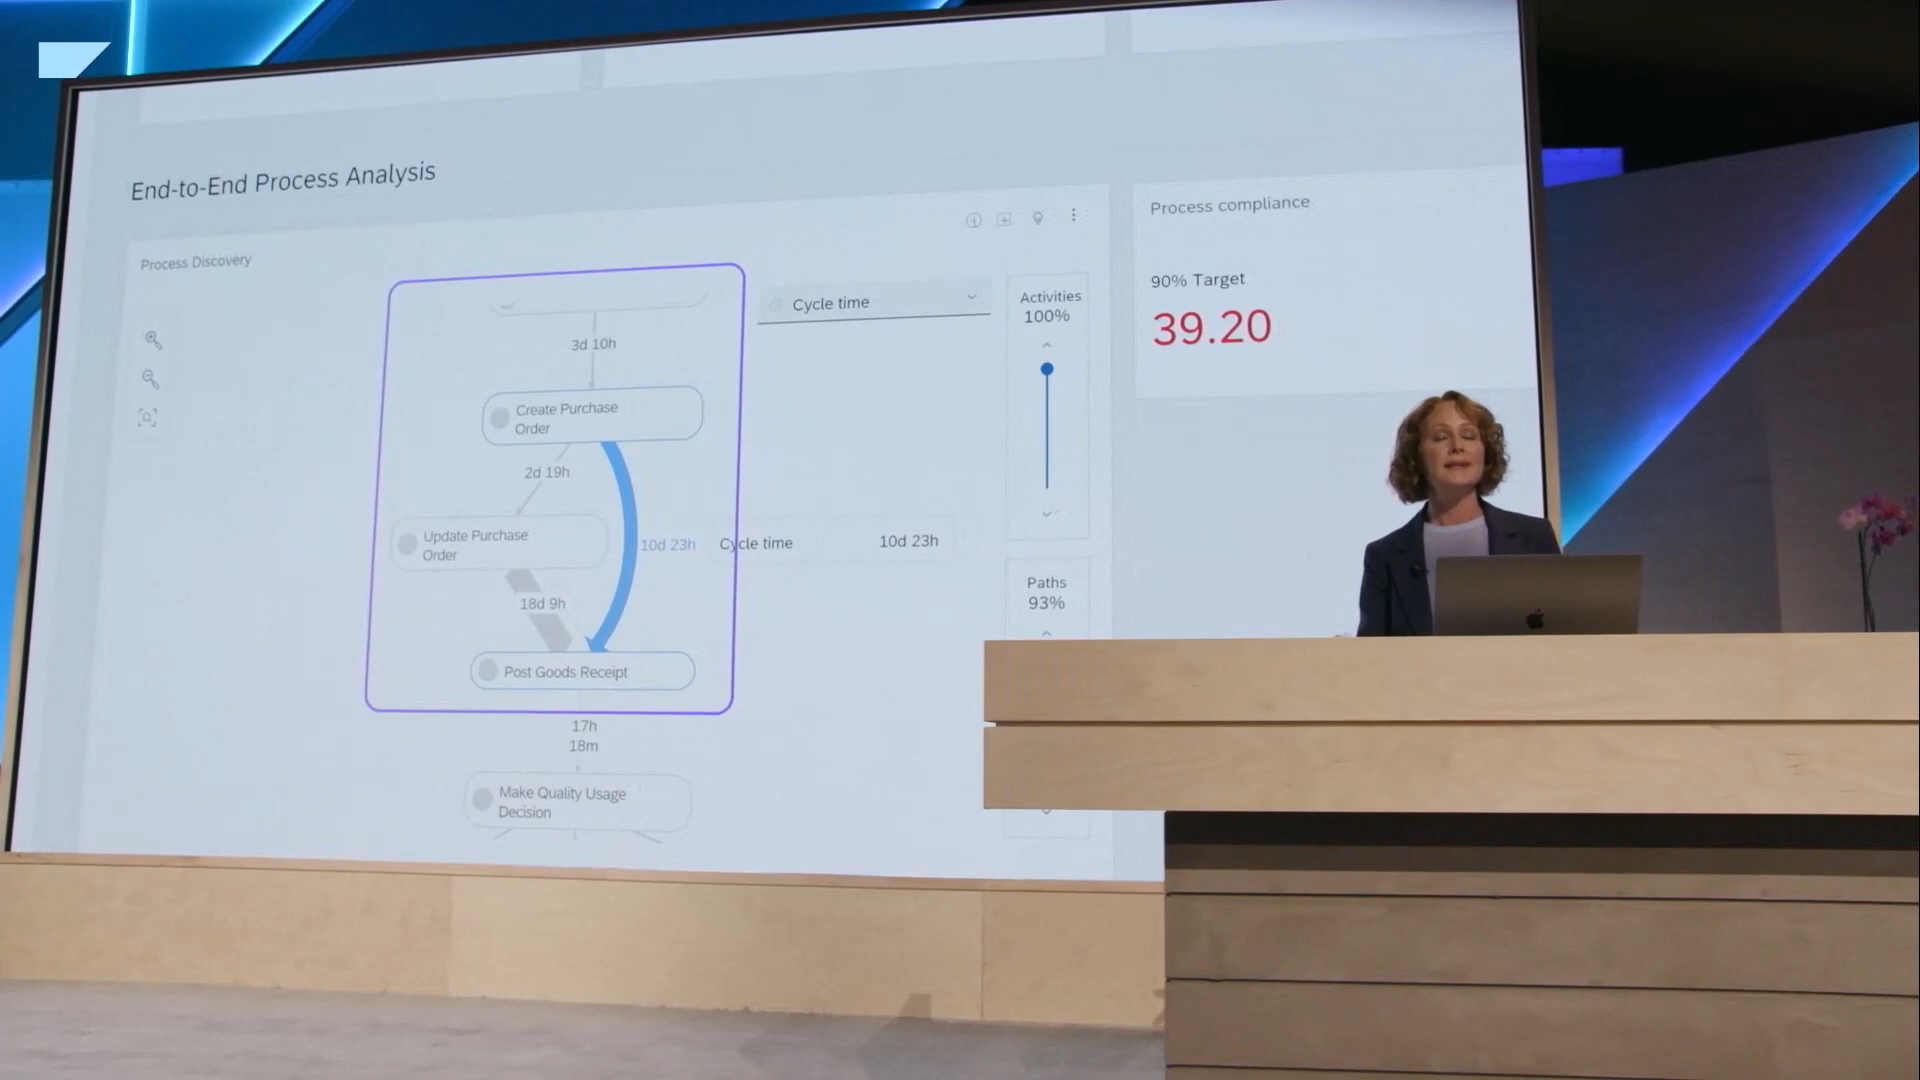 End-to-End Process Analysis
Process Discovery
Cycle time
Activities
100%
3d 10h
Create Purchase
Order
2d 19h
Update Purchase
Order
10d 23h
Cycle time
10d 23h
18d 9h
Post Goods Receipt
17h
18m
Make Quality Usage
Decision
Paths
93%
Process compliance
90% Target
39.20